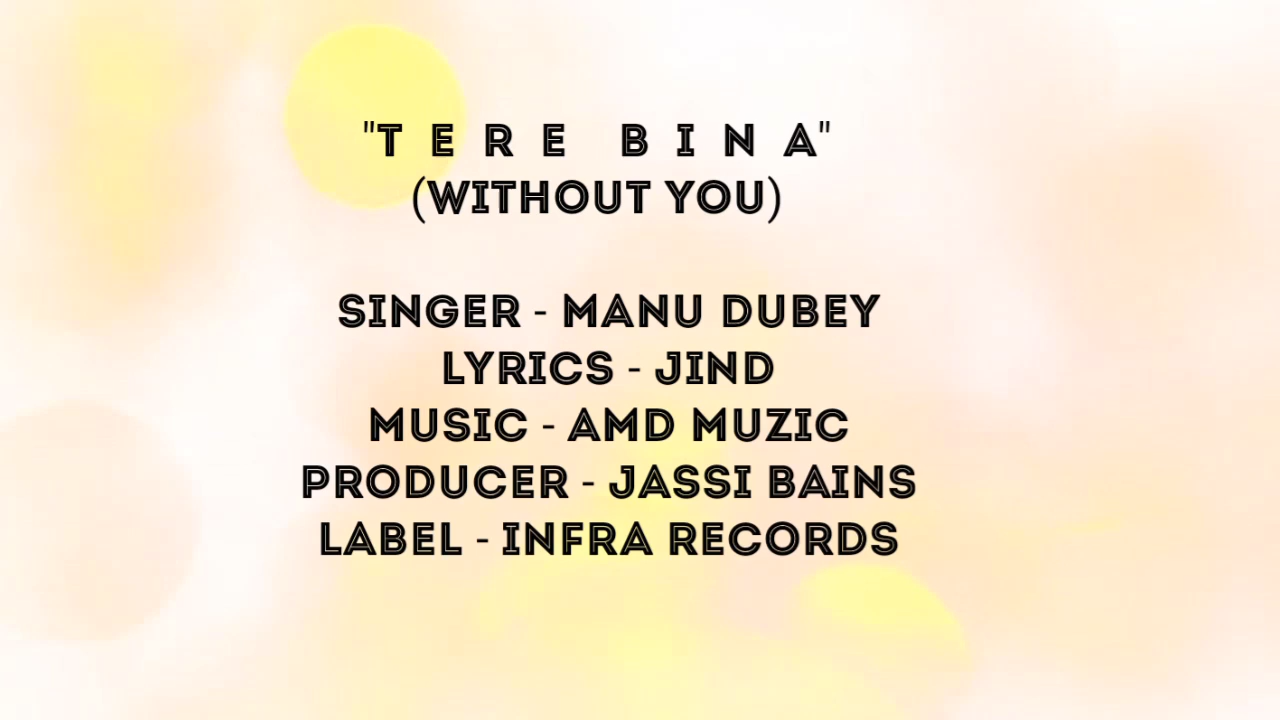 "T E R E  B I N A"
(WITHOUT YOU)
SINGER - MANU DUBEY
LYRICS - JIND
MUSIC - AMD MUZIC
PRODUCER - JASSI BAINS
LABEL - INFRA RECORDS